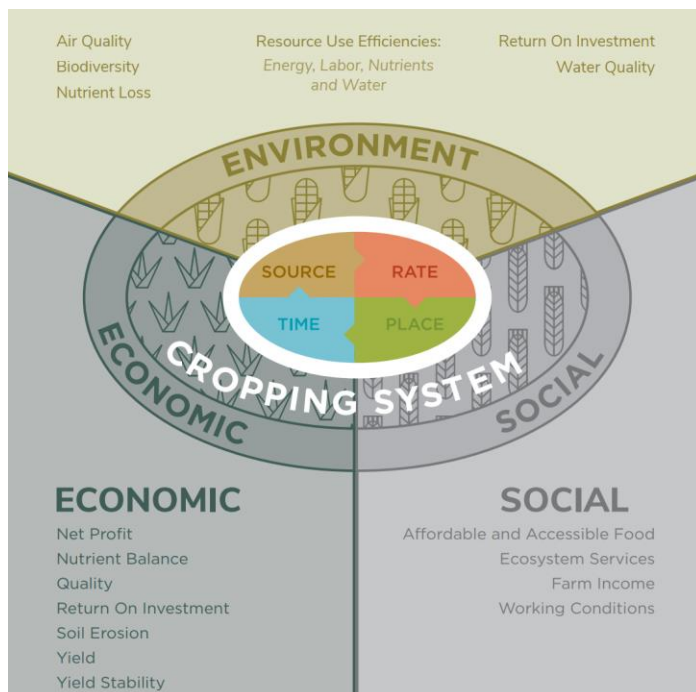 Air Quality
Biodiversity
Nutrient Loss
Resource Use Efficiencies:
Energy, Labor, Nutrients
and Water
Return On Investment
Water Quality
ENVIRONMENT
SOURCE
RATE
TIME
PLACE
CROPPING SYSTEM
ECONOMIC
SOCIAL
ECONOMIC
Net Profit
Nutrient Balance
Quality
Return On Investment
Soil Erosion
Yield
Yield Stability
SOCIAL
Affordable and Accessible Food
Ecosystem Services
Farm Income
Working Conditions